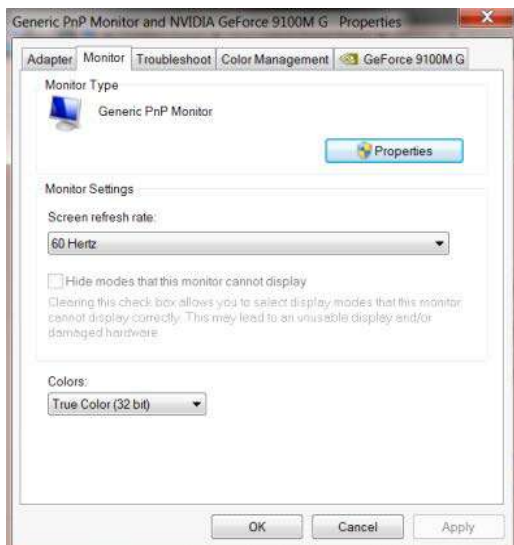 Generic PnP Monitor and NVIDIA GeForce 9100M G Properties
Adapter Monitor Troubleshoot Color Management GeForce 9100M G
Monitor Type
Generic PnP Monitor
Properties
Monitor Settings
Screen refresh rate:
60 Hertz
Hide modes that this monitor cannot display
Clearing this check box allows you to select display modes that this monitor
cannot display correctly. This may lead to an unusable display and/or
damaged hardware.
Colors:
True Color (32 bit)
OK Cancel Apply